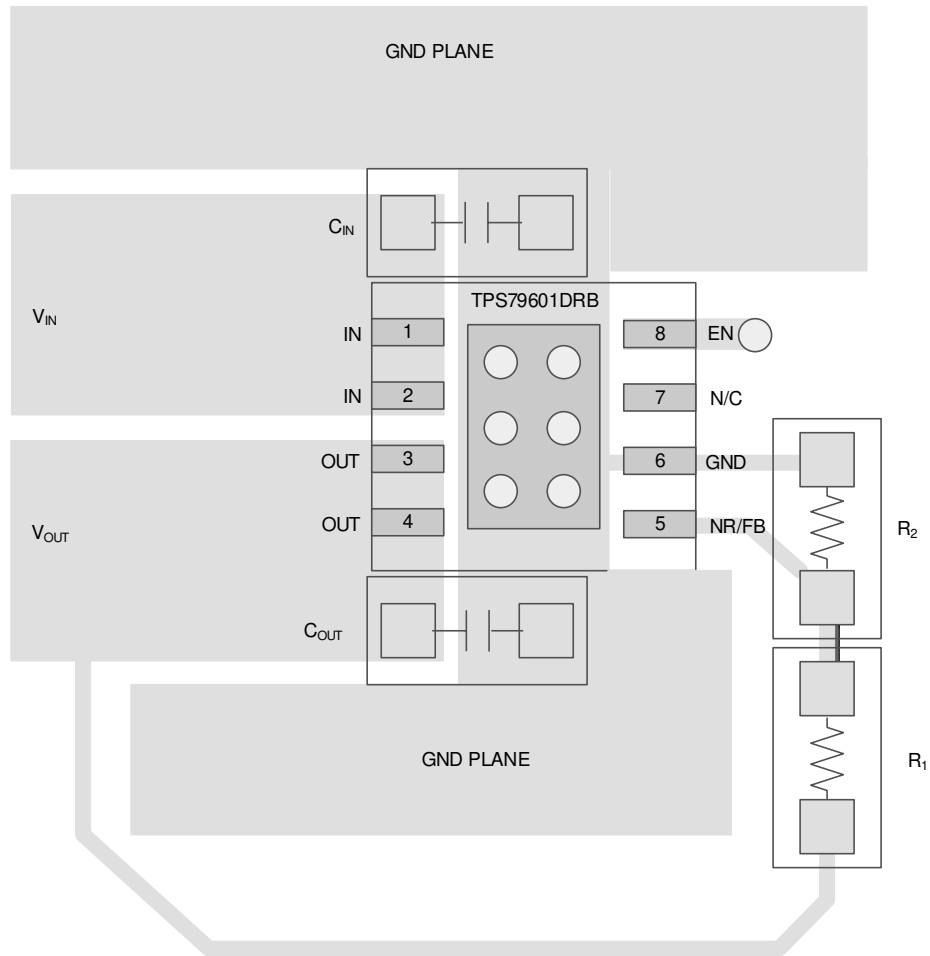 GND PLANE
C_IN
TPS79601DRB
V_IN
IN 1
8 EN
IN 2
7 N/C
OUT 3
6 GND
OUT 4
5 NR/FB
V_OUT
R_2
C_OUT
GND PLANE
R_1